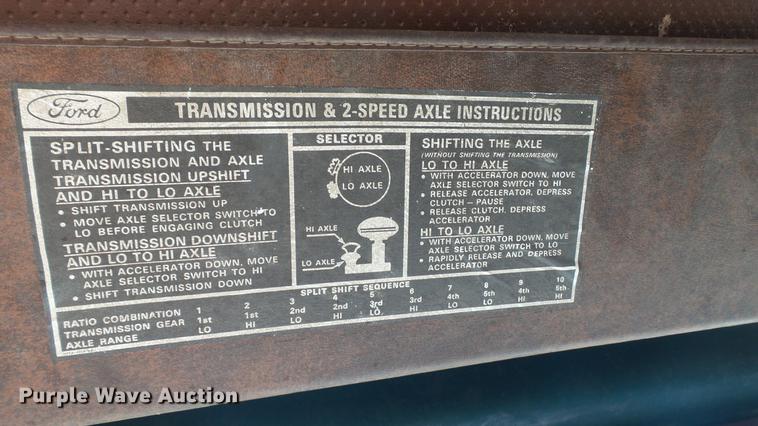 Ford
TRANSMISSION & 2-SPEED AXLE INSTRUCTIONS
SPLIT-SHIFTING THE
TRANSMISSION AND AXLE
TRANSMISSION UPSHIFT
AND HI TO LO AXLE
• SHIFT TRANSMISSION UP
• MOVE AXLE SELECTOR SWITCH TO
LO BEFORE ENGAGING CLUTCH
TRANSMISSION DOWNSHIFT
AND LO TO HI AXLE
• WITH ACCELERATOR DOWN, MOVE
AXLE SELECTOR SWITCH TO HI
• SHIFT TRANSMISSION DOWN
SELECTOR
HI AXLE
LO AXLE
HI AXLE
LO AXLE
SHIFTING THE AXLE
(WITHOUT SHIFTING THE TRANSMISSION)
LO TO HI AXLE
• WITH ACCELERATOR DOWN, MOVE
AXLE SELECTOR SWITCH TO HI
• RELEASE ACCELERATOR, DEPRESS
CLUTCH – PAUSE
• RELEASE CLUTCH, DEPRESS
ACCELERATOR
HI TO LO AXLE
• WITH ACCELERATOR DOWN, MOVE
AXLE SELECTOR SWITCH TO LO
• RAPIDLY RELEASE AND DEPRESS
ACCELERATOR
SPLIT SHIFT SEQUENCE
RATIO COMBINATION 1 2 3 4 5 6 7 8 9 10
TRANSMISSION GEAR 1st 1st 2nd 2nd 3rd 3rd 4th 5th 4th 5th
AXLE RANGE LO HI LO HI LO HI LO LO HI HI
Purple Wave Auction